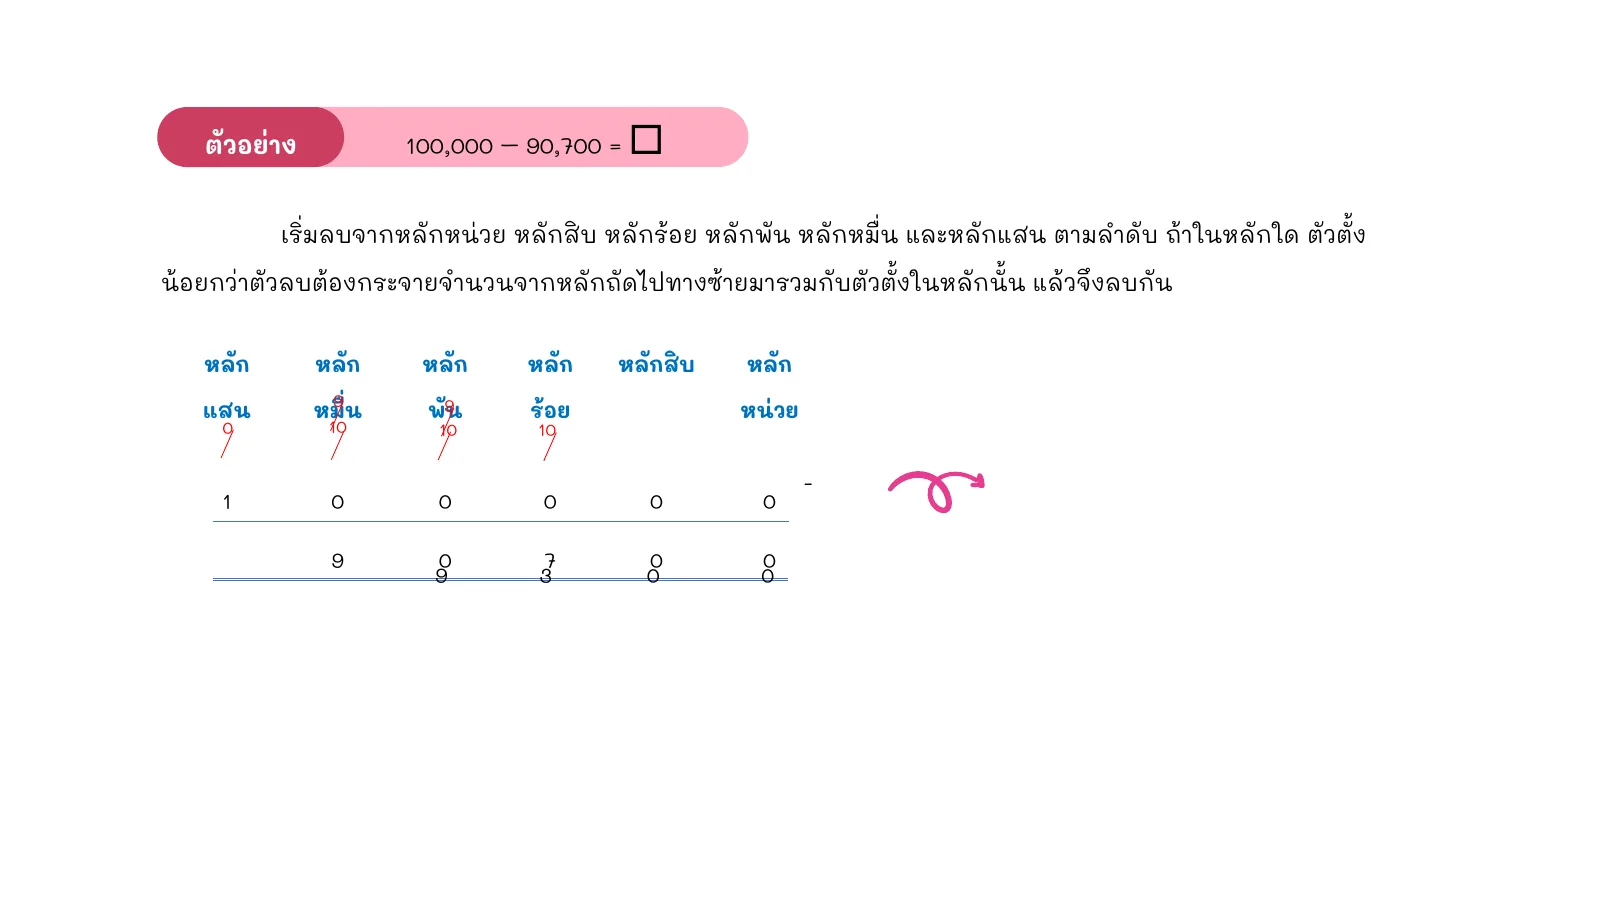 ตัวอย่าง 100,000 – 90,700 = □
เริ่มลบจากหลักหน่วย หลักสิบ หลักร้อย หลักพัน หลักหมื่น และหลักแสน ตามลำดับ ถ้าในหลักใด ตัวตั้ง
น้อยกว่าตัวลบต้องกระจายจำนวนจากหลักถัดไปทางซ้ายมารวมกับตัวตั้งในหลักนั้น แล้วจึงลบกัน
หลัก หลัก หลัก หลัก หลักสิบ หลัก
แสน หมื่น พัน ร้อย หน่วย
9 9
0 10 10 10
-
1 0 0 0 0 0
9 0 7 0 0
9 3 0 0